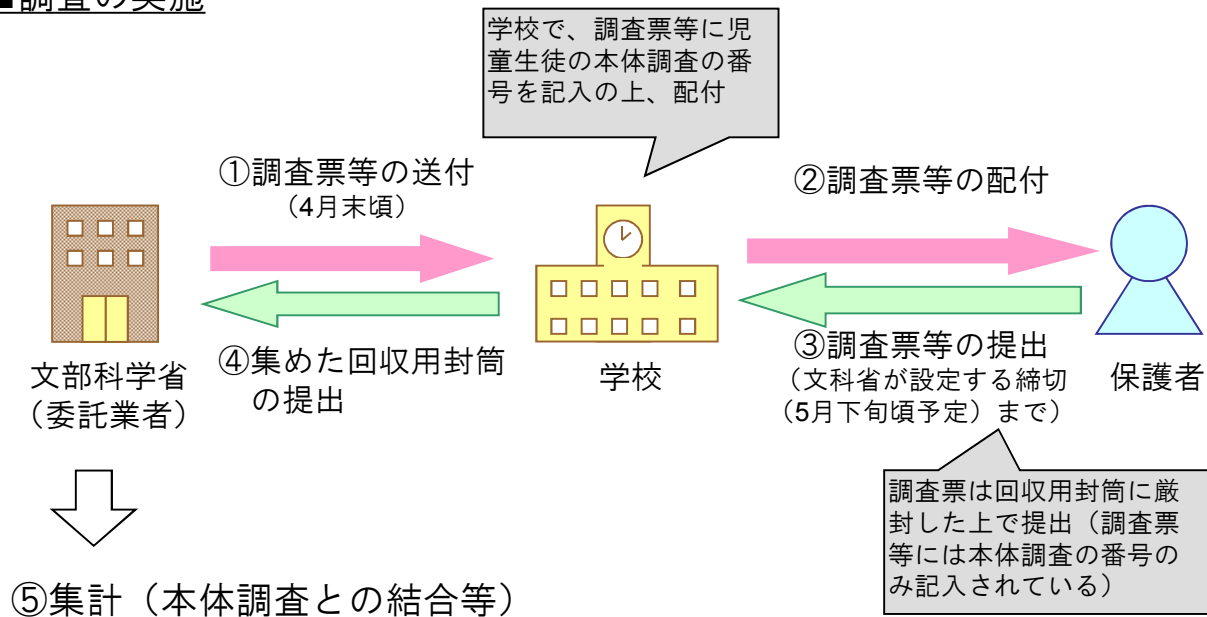 ■調査の実施
学校で、調査票等に児
童生徒の本体調査の番
号を記入の上、配付
①調査票等の送付
（4月末頃）
②調査票等の配付
文部科学省
（委託業者）
④集めた回収用封筒
の提出
学校
③調査票等の提出
（文科省が設定する締切
（5月下旬頃予定）まで）
保護者
調査票は回収用封筒に厳
封した上で提出（調査票
等には本体調査の番号の
み記入されている）
⑤集計（本体調査との結合等）